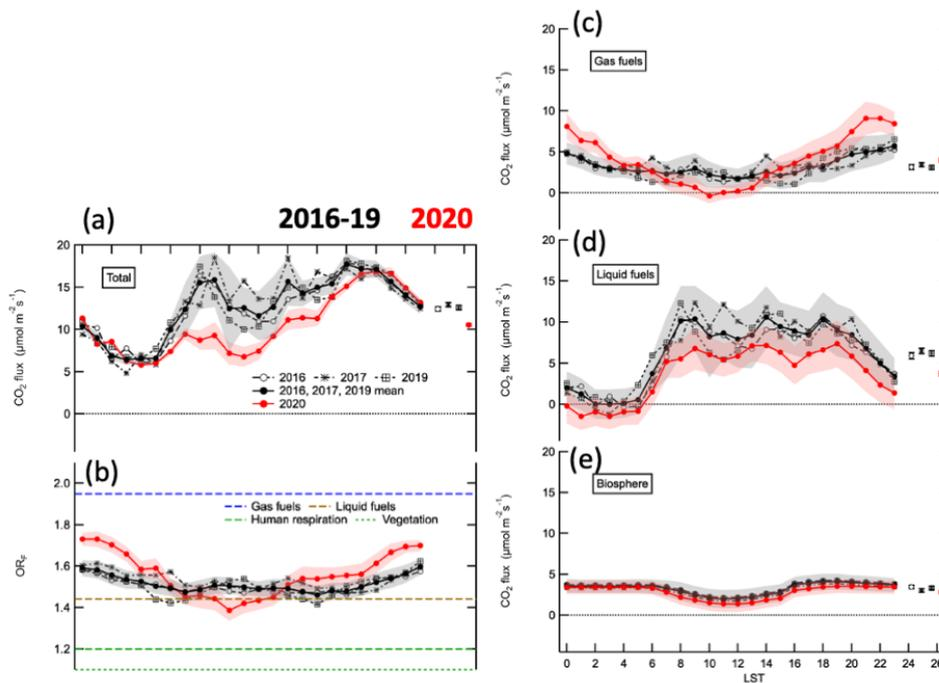 (a)
2016-19 2020
20
15
10
5
0
CO2 flux (μmol m-2 s-1)
Total
2016 2017 2019
2016, 2017, 2019 mean
2020
(b)
2.0
1.8
1.6
1.4
1.2
ORF
Gas fuels Liquid fuels
Human respiration Vegetation
(c)
20
15
10
5
0
CO2 flux (μmol m-2 s-1)
Gas fuels
(d)
20
15
10
5
0
CO2 flux (μmol m-2 s-1)
Liquid fuels
(e)
20
15
10
5
0
CO2 flux (μmol m-2 s-1)
Biosphere
0 2 4 6 8 10 12 14 16 18 20 22 24 26
LST